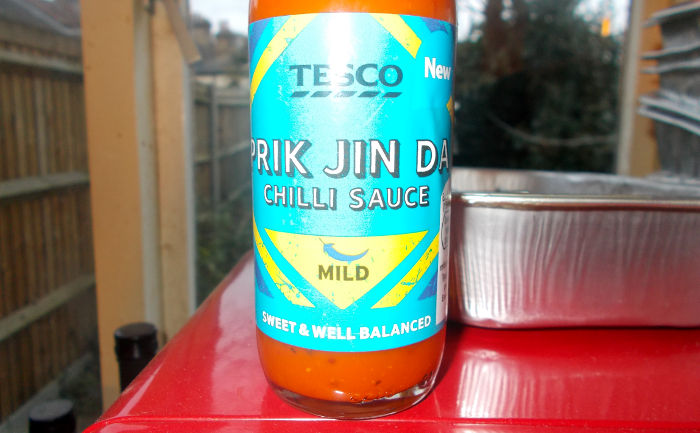 TESCO
New
PRIK JIN DA
CHILLI SAUCE
MILD
SWEET & WELL BALANCED